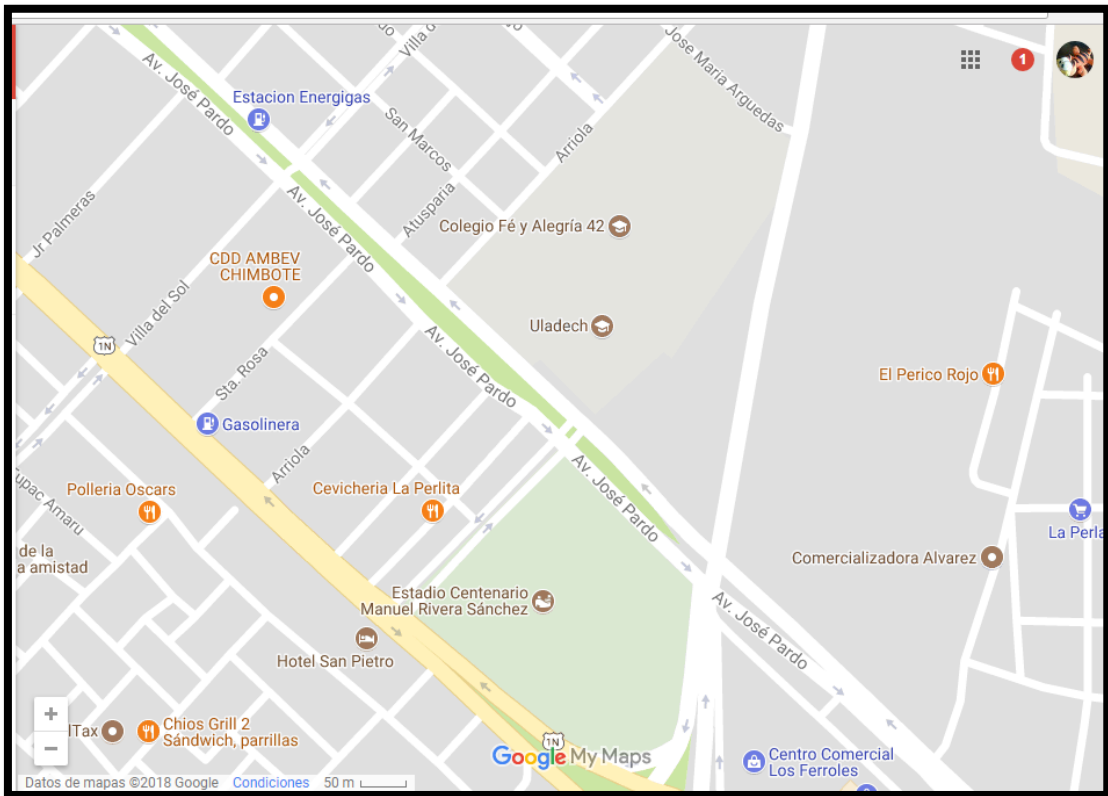 1
Jose Maria Arguedas
Villa d
Av. José Pardo
Estacion Energigas
San Marcos
Arriola
Atusparia
Jr Palmeras
Av. José Pardo
Colegio Fé y Alegría 42
CDD AMBEV
CHIMBOTE
Villa del Sol
Uladech
1N
Av. José Pardo
Sta. Rosa
El Perico Rojo
Gasolinera
Arriola
Av. José Pardo
Polleria Oscars
Cevicheria La Perlita
upac Amaru
La Perla
de la
a amistad
Comercializadora Alvarez
Estadio Centenario
Manuel Rivera Sánchez
Av. José Pardo
Hotel San Pietro
+
−
lTax
Chios Grill 2
Sándwich, parrillas
1N
Google My Maps
Centro Comercial
Los Ferroles
Datos de mapas ©2018 Google Condiciones 50 m